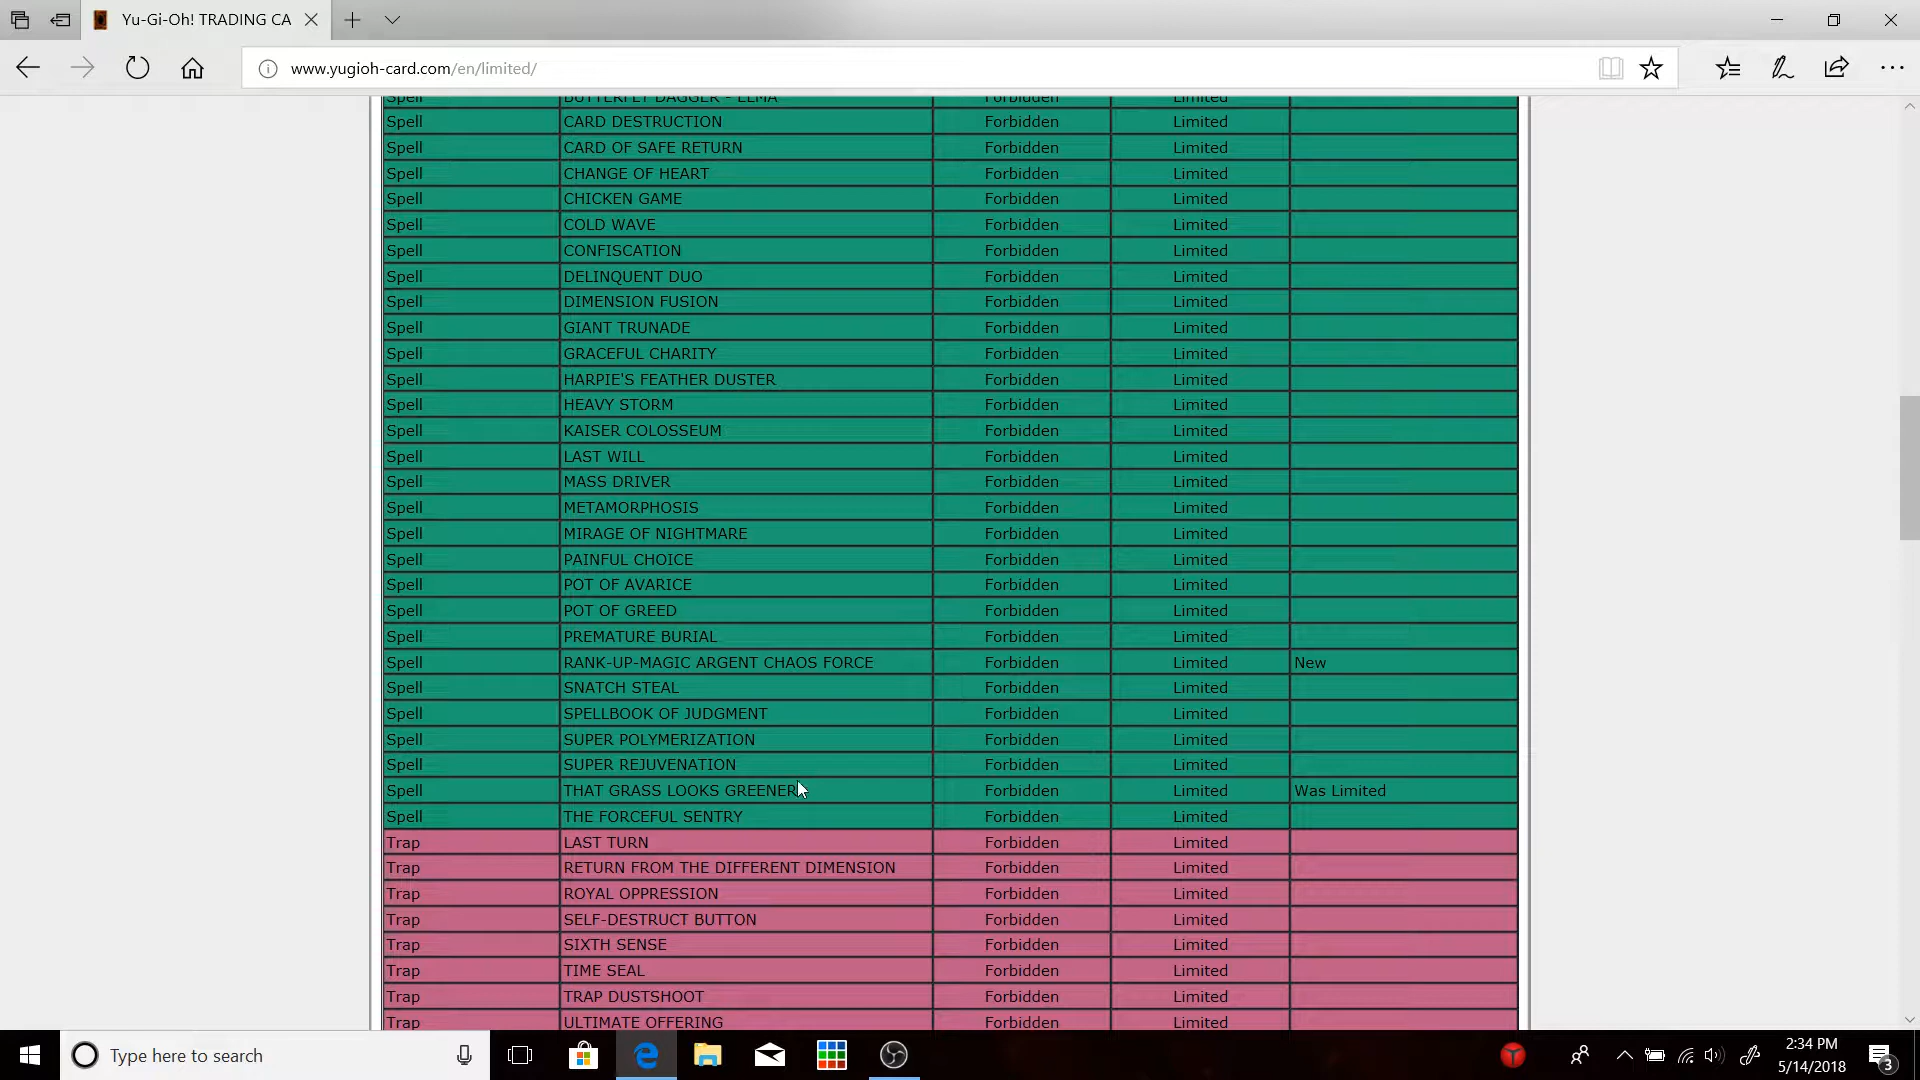 Yu-Gi-Oh! TRADING CA
www.yugioh-card.com/en/limited/
Spell BUTTERFLY DAGGER - ELMA Forbidden Limited
Spell CARD DESTRUCTION Forbidden Limited
Spell CARD OF SAFE RETURN Forbidden Limited
Spell CHANGE OF HEART Forbidden Limited
Spell CHICKEN GAME Forbidden Limited
Spell COLD WAVE Forbidden Limited
Spell CONFISCATION Forbidden Limited
Spell DELINQUENT DUO Forbidden Limited
Spell DIMENSION FUSION Forbidden Limited
Spell GIANT TRUNADE Forbidden Limited
Spell GRACEFUL CHARITY Forbidden Limited
Spell HARPIE'S FEATHER DUSTER Forbidden Limited
Spell HEAVY STORM Forbidden Limited
Spell KAISER COLOSSEUM Forbidden Limited
Spell LAST WILL Forbidden Limited
Spell MASS DRIVER Forbidden Limited
Spell METAMORPHOSIS Forbidden Limited
Spell MIRAGE OF NIGHTMARE Forbidden Limited
Spell PAINFUL CHOICE Forbidden Limited
Spell POT OF AVARICE Forbidden Limited
Spell POT OF GREED Forbidden Limited
Spell PREMATURE BURIAL Forbidden Limited
Spell RANK-UP-MAGIC ARGENT CHAOS FORCE Forbidden Limited New
Spell SNATCH STEAL Forbidden Limited
Spell SPELLBOOK OF JUDGMENT Forbidden Limited
Spell SUPER POLYMERIZATION Forbidden Limited
Spell SUPER REJUVENATION Forbidden Limited
Spell THAT GRASS LOOKS GREENER Forbidden Limited Was Limited
Spell THE FORCEFUL SENTRY Forbidden Limited
Trap LAST TURN Forbidden Limited
Trap RETURN FROM THE DIFFERENT DIMENSION Forbidden Limited
Trap ROYAL OPPRESSION Forbidden Limited
Trap SELF-DESTRUCT BUTTON Forbidden Limited
Trap SIXTH SENSE Forbidden Limited
Trap TIME SEAL Forbidden Limited
Trap TRAP DUSTSHOOT Forbidden Limited
Trap ULTIMATE OFFERING Forbidden Limited
Type here to search
2:34 PM
5/14/2018
3